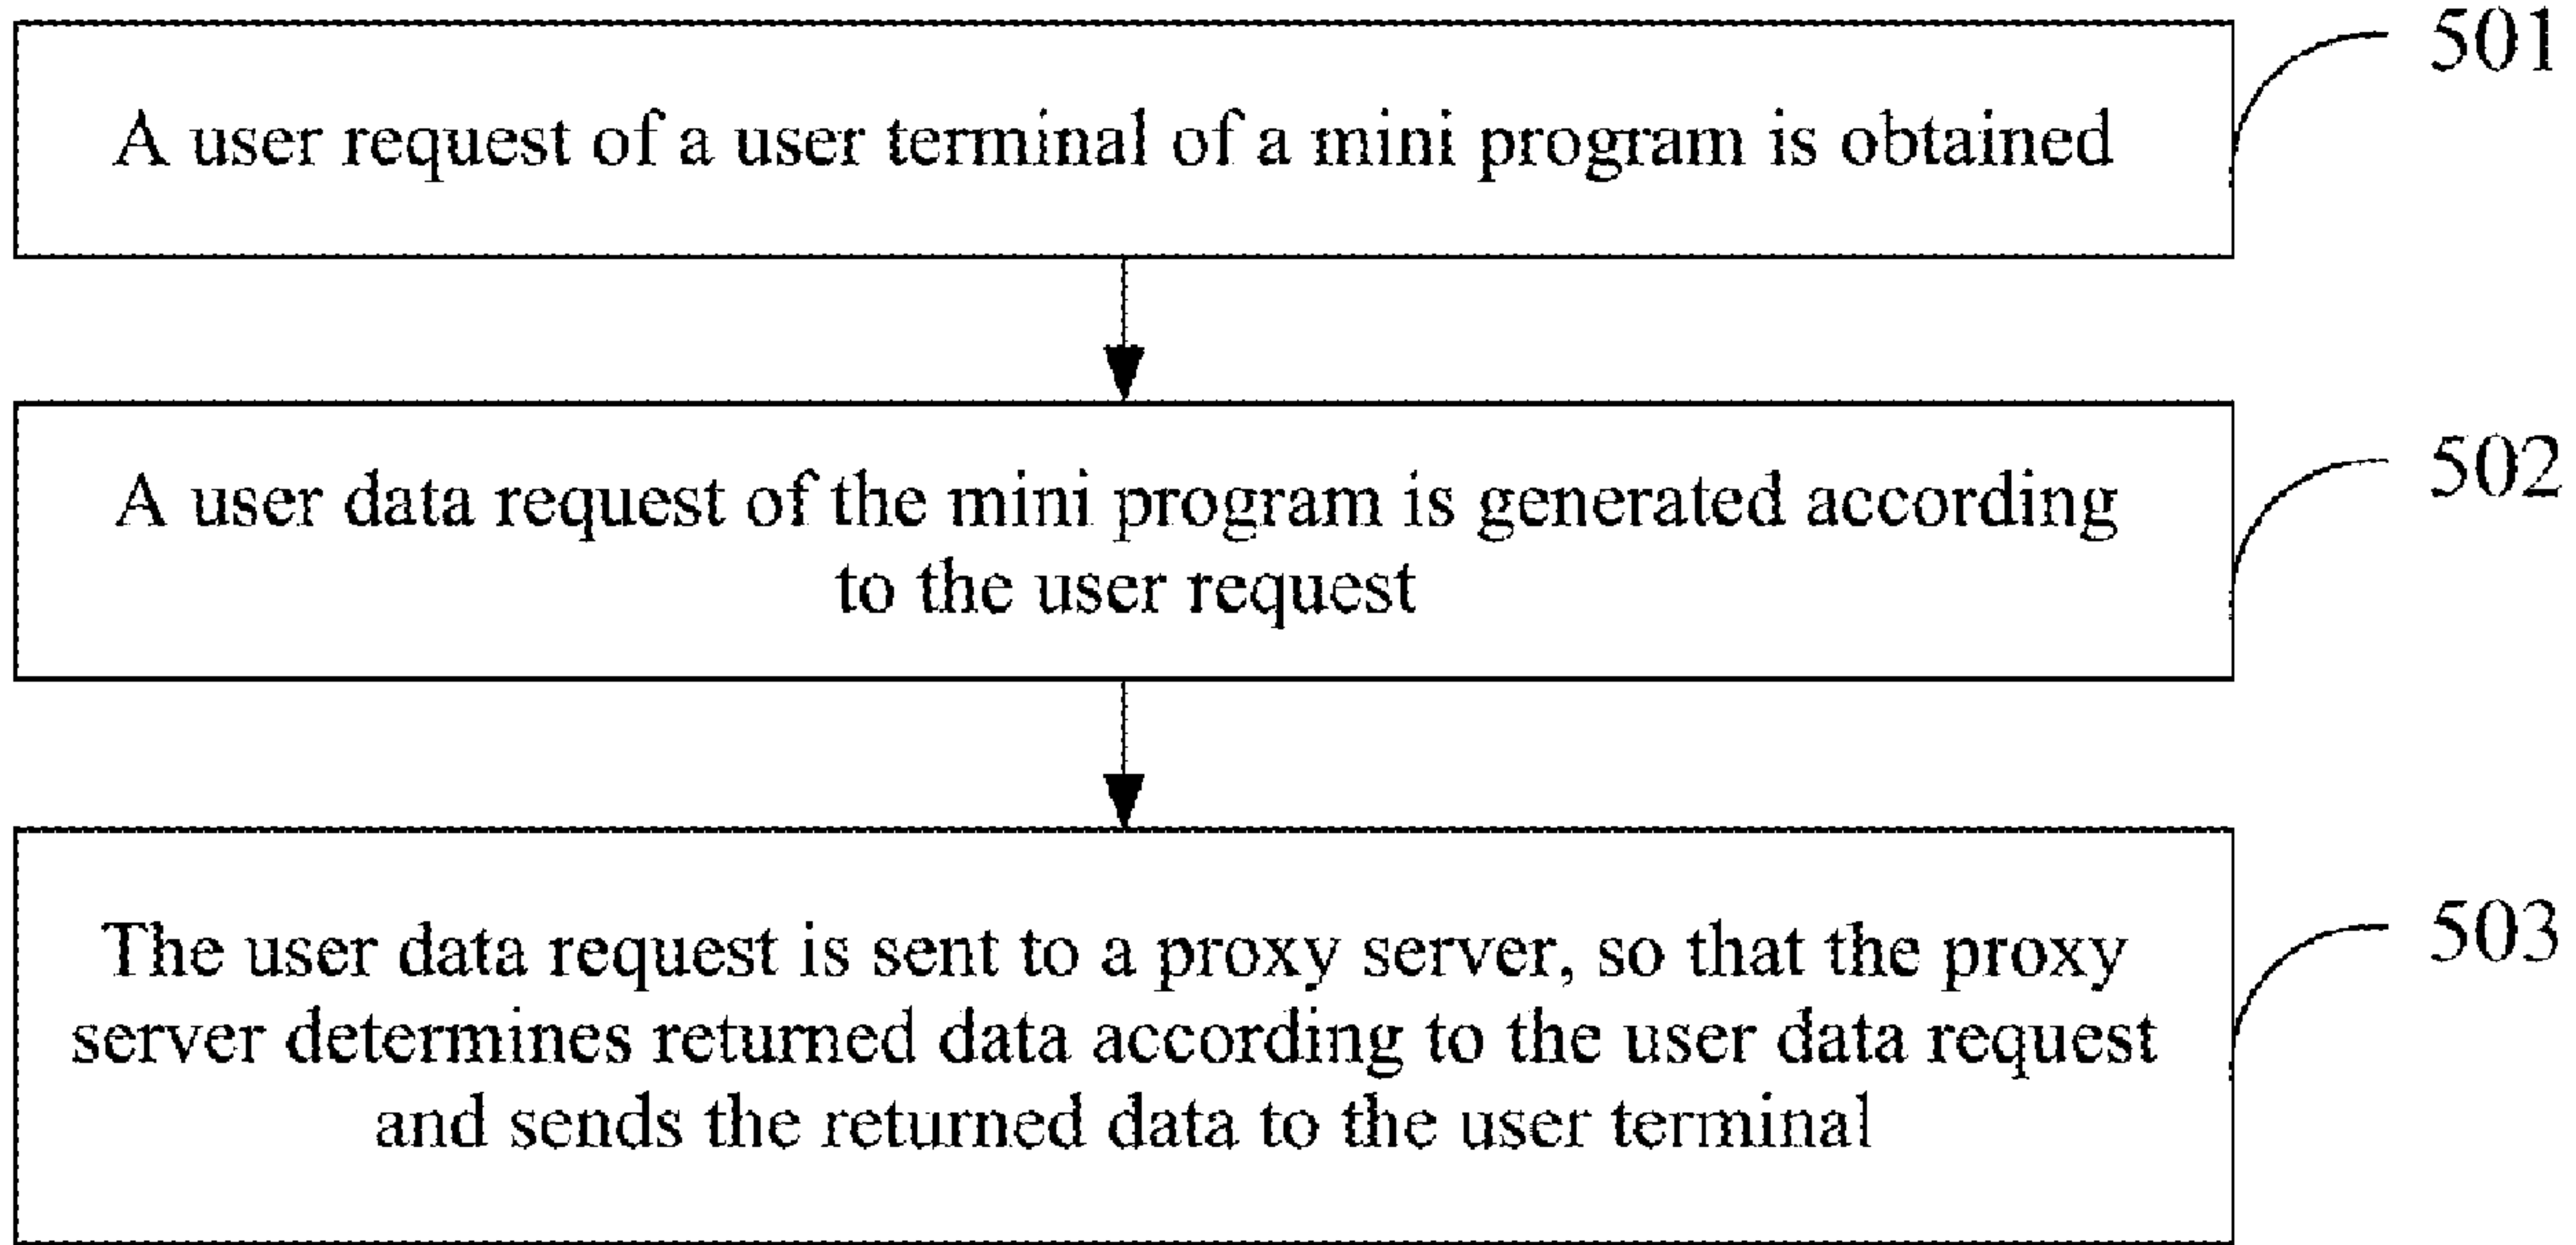 501
A user request of a user terminal of a mini program is obtained
502
A user data request of the mini program is generated according
to the user request
503
The user data request is sent to a proxy server, so that the proxy
server determines returned data according to the user data request
and sends the returned data to the user terminal